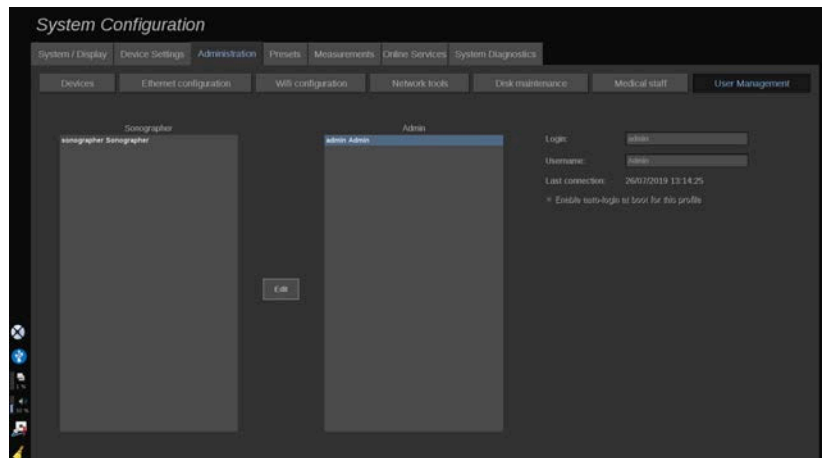 System Configuration
System / Display Device Settings Administration Presets Measurements Online Services System Diagnostics
Devices Ethernet configuration Wifi configuration Network tools Disk maintenance Medical staff User Management
Sonographer Admin
sonographer Sonographer admin Admin
Login: admin
Username: Admin
Last connection: 26/07/2019 13:14:25
Enable auto-login at boot for this profile
Edit